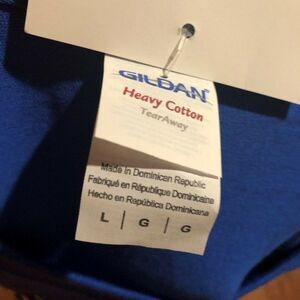 GILDAN
Heavy Cotton
TearAway
Made in Dominican Republic
Fabriqué en République Dominicaine
Hecho en República Dominicana
L | G | G